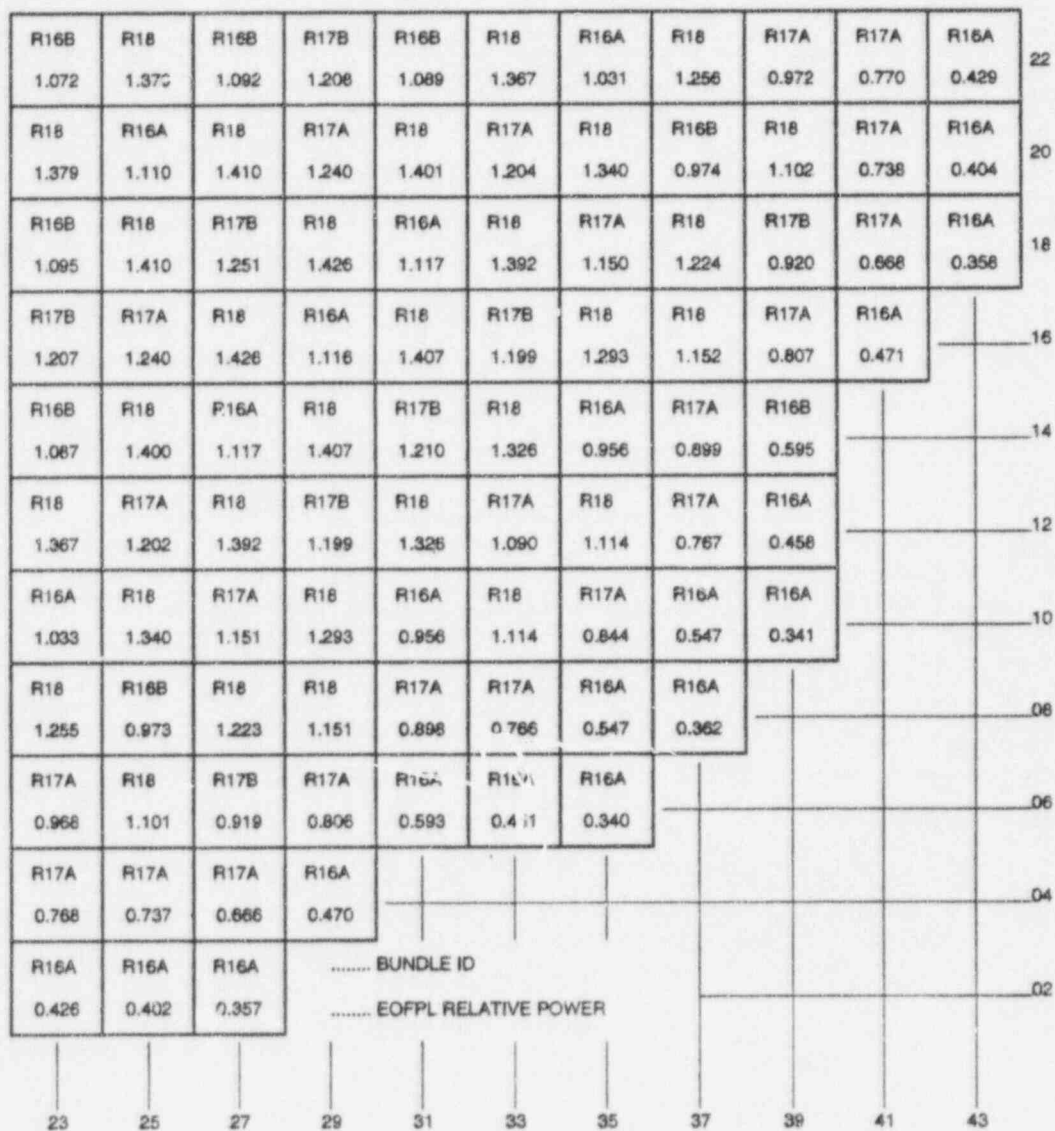 R16B R18 R16B R17B R16B R18 R16A R18 R17A R17A R16A
1.072 1.092 1.208 1.089 1.367 1.031 1.256 0.972 0.770 0.429 22
R18 R16A R18 R17A R18 R17A R18 R16B R18 R17A R16A
1.379 1.110 1.410 1.240 1.401 1.204 1.340 0.974 1.102 0.738 0.404 20
R16B R18 R17B R18 R16A R18 R17A R18 R17B R17A R16A
1.095 1.410 1.251 1.426 1.117 1.392 1.150 1.224 0.920 0.668 0.358 18
R17B R17A R18 R16A R18 R17B R18 R18 R17A R16A
1.207 1.240 1.426 1.116 1.407 1.199 1.293 1.152 0.807 0.471 16
R16B R18 R16A R18 R17B R18 R16A R17A R16B
1.087 1.400 1.117 1.407 1.210 1.326 0.956 0.899 0.595 14
R18 R17A R18 R17B R18 R17A R18 R17A R16A
1.367 1.202 1.392 1.199 1.326 1.090 1.114 0.767 0.458 12
R16A R18 R17A R18 R16A R18 R17A R16A R16A
1.033 1.340 1.151 1.293 0.956 1.114 0.844 0.547 0.341 10
R18 R16B R18 R18 R17A R17A R16A R16A
1.255 0.973 1.223 1.151 0.898 0.766 0.547 0.362 08
R17A R18 R17B R17A R16A R16A
0.968 1.101 0.919 0.806 0.593 0.340 06
R17A R17A R17A R16A
0.768 0.737 0.666 0.470 04
R16A R16A R16A ....... BUNDLE ID
0.426 0.402 0.357 ....... EOFPL RELATIVE POWER 02
23 25 27 29 31 33 35 37 39 41 43